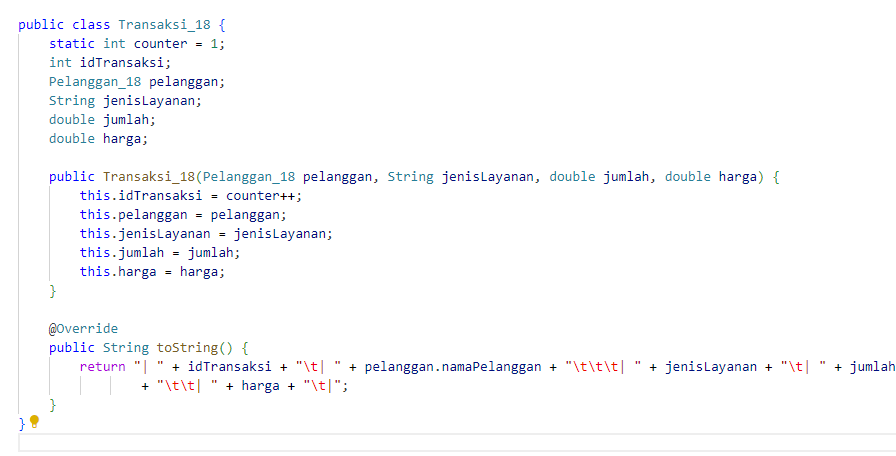 public class Transaksi_18 {
    static int counter = 1;
    int idTransaksi;
    Pelanggan_18 pelanggan;
    String jenisLayanan;
    double jumlah;
    double harga;

    public Transaksi_18(Pelanggan_18 pelanggan, String jenisLayanan, double jumlah, double harga) {
        this.idTransaksi = counter++;
        this.pelanggan = pelanggan;
        this.jenisLayanan = jenisLayanan;
        this.jumlah = jumlah;
        this.harga = harga;
    }

    @Override
    public String toString() {
        return "| " + idTransaksi + "\t| " + pelanggan.namaPelanggan + "\t\t\t| " + jenisLayanan + "\t| " + jumlah
                + "\t\t| " + harga + "\t|";
    }
}